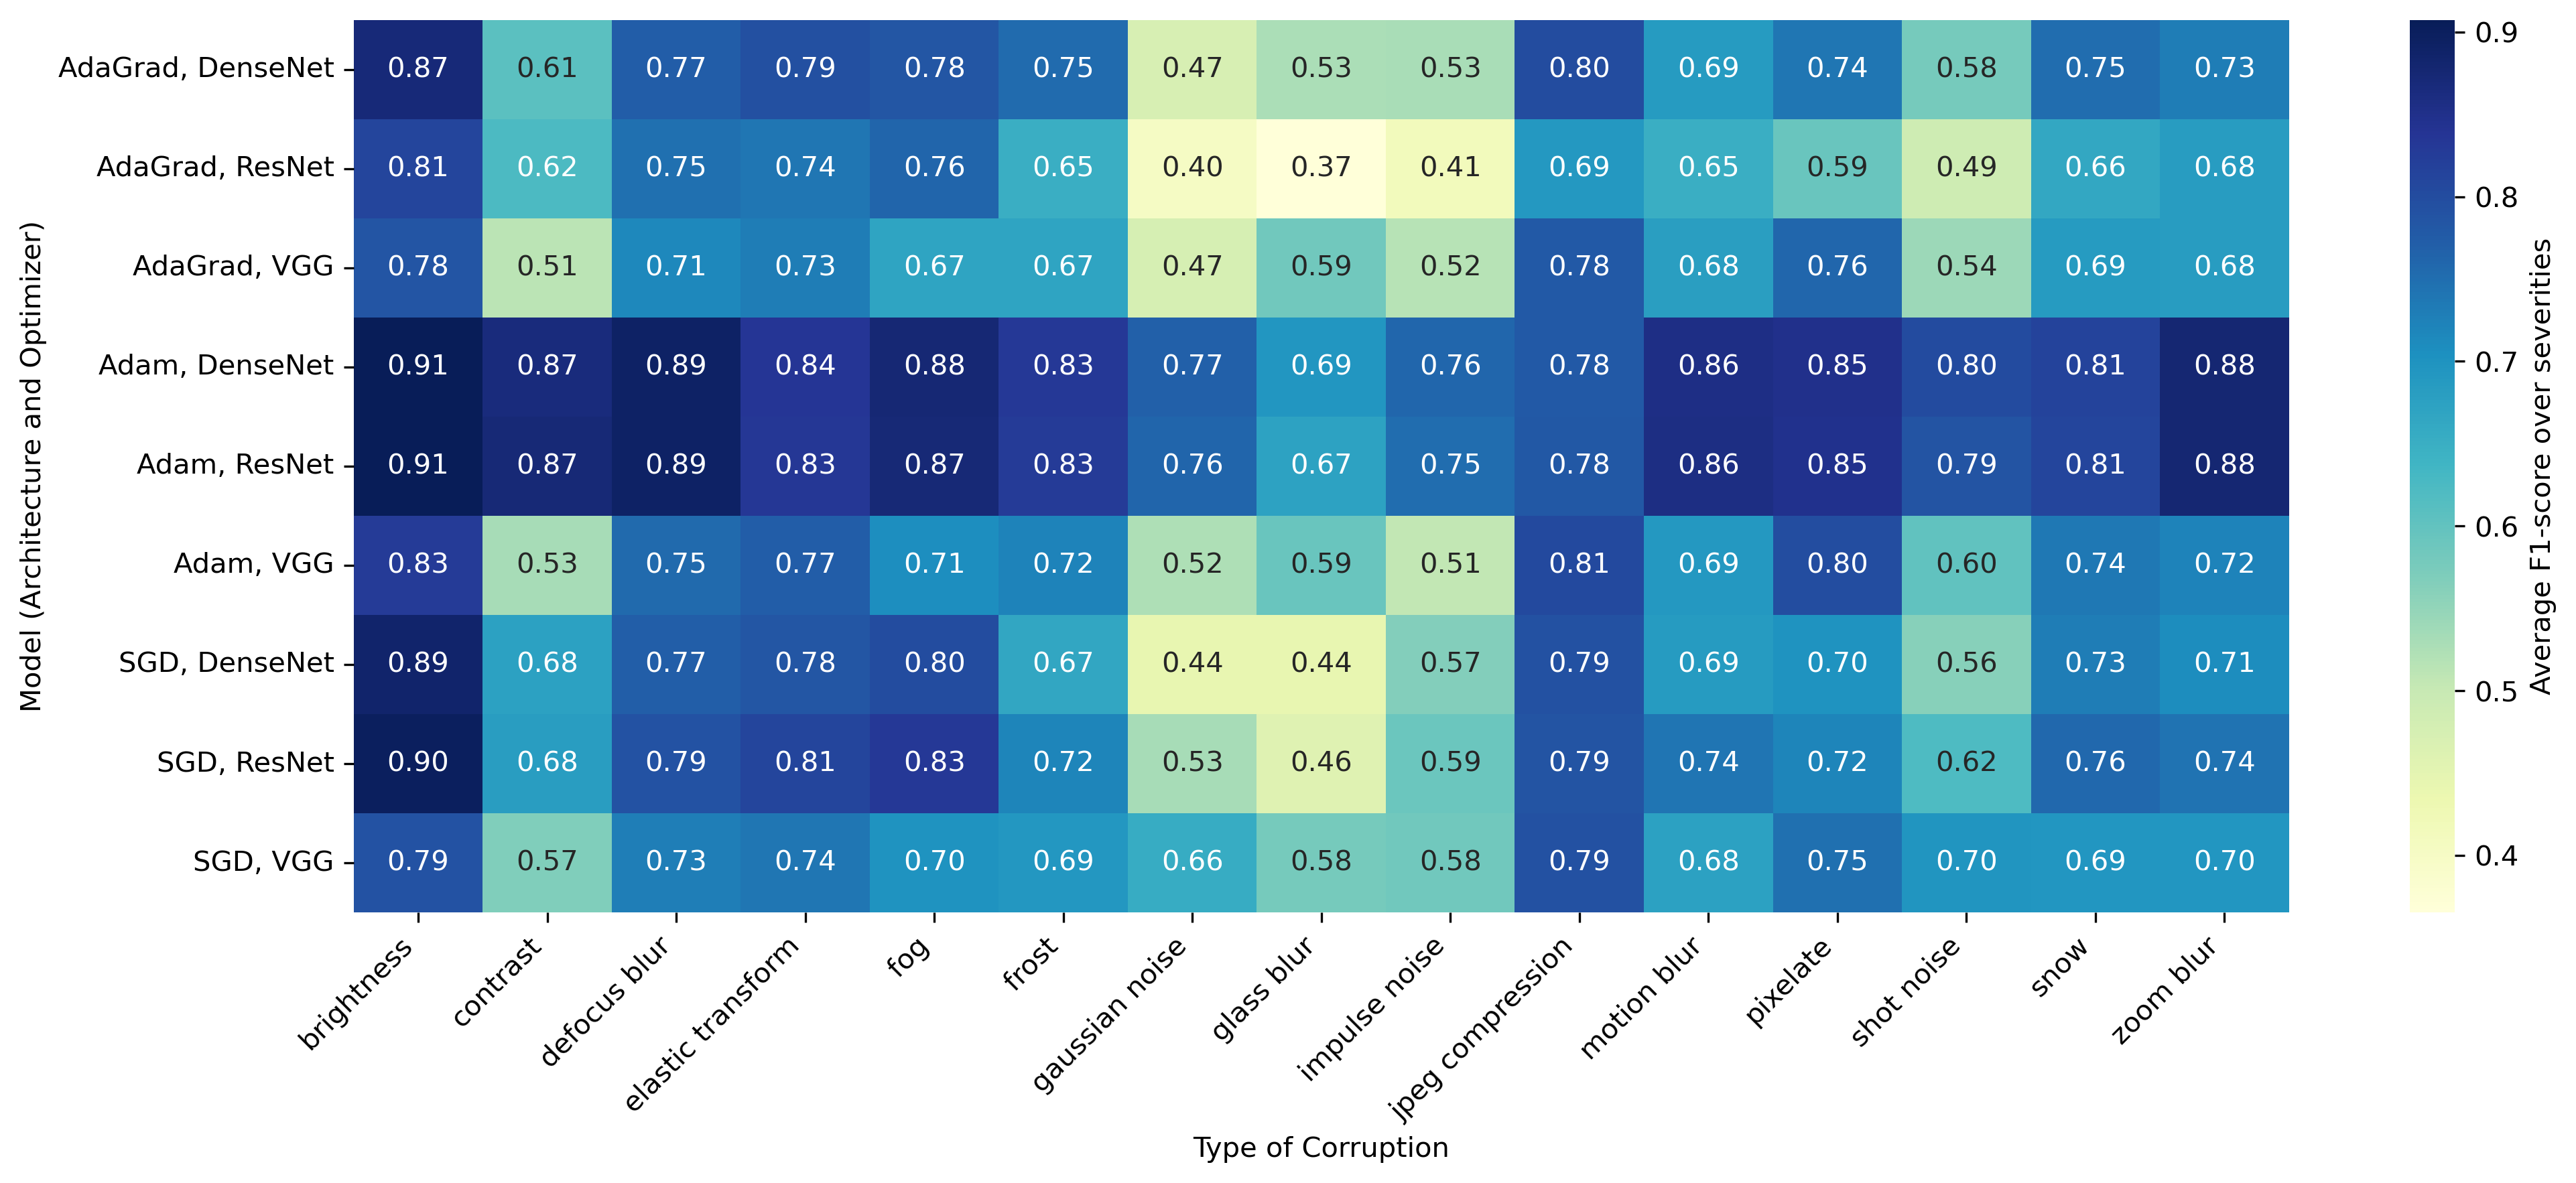 AdaGrad, DenseNet 0.87 0.61 0.77 0.79 0.78 0.75 0.47 0.53 0.53 0.80 0.69 0.74 0.58 0.75 0.73
AdaGrad, ResNet 0.81 0.62 0.75 0.74 0.76 0.65 0.40 0.37 0.41 0.69 0.65 0.59 0.49 0.66 0.68
AdaGrad, VGG 0.78 0.51 0.71 0.73 0.67 0.67 0.47 0.59 0.52 0.78 0.68 0.76 0.54 0.69 0.68
Adam, DenseNet 0.91 0.87 0.89 0.84 0.88 0.83 0.77 0.69 0.76 0.78 0.86 0.85 0.80 0.81 0.88
Adam, ResNet 0.91 0.87 0.89 0.83 0.87 0.83 0.76 0.67 0.75 0.78 0.86 0.85 0.79 0.81 0.88
Adam, VGG 0.83 0.53 0.75 0.77 0.71 0.72 0.52 0.59 0.51 0.81 0.69 0.80 0.60 0.74 0.72
SGD, DenseNet 0.89 0.68 0.77 0.78 0.80 0.67 0.44 0.44 0.57 0.79 0.69 0.70 0.56 0.73 0.71
SGD, ResNet 0.90 0.68 0.79 0.81 0.83 0.72 0.53 0.46 0.59 0.79 0.74 0.72 0.62 0.76 0.74
SGD, VGG 0.79 0.57 0.73 0.74 0.70 0.69 0.66 0.58 0.58 0.79 0.68 0.75 0.70 0.69 0.70
Model (Architecture and Optimizer)
brightness
contrast
defocus blur
elastic transform
fog
frost
gaussian noise
glass blur
impulse noise
jpeg compression
motion blur
pixelate
shot noise
snow
zoom blur
Type of Corruption
0.9
0.8
0.7
0.6
0.5
0.4
Average F1-score over severities